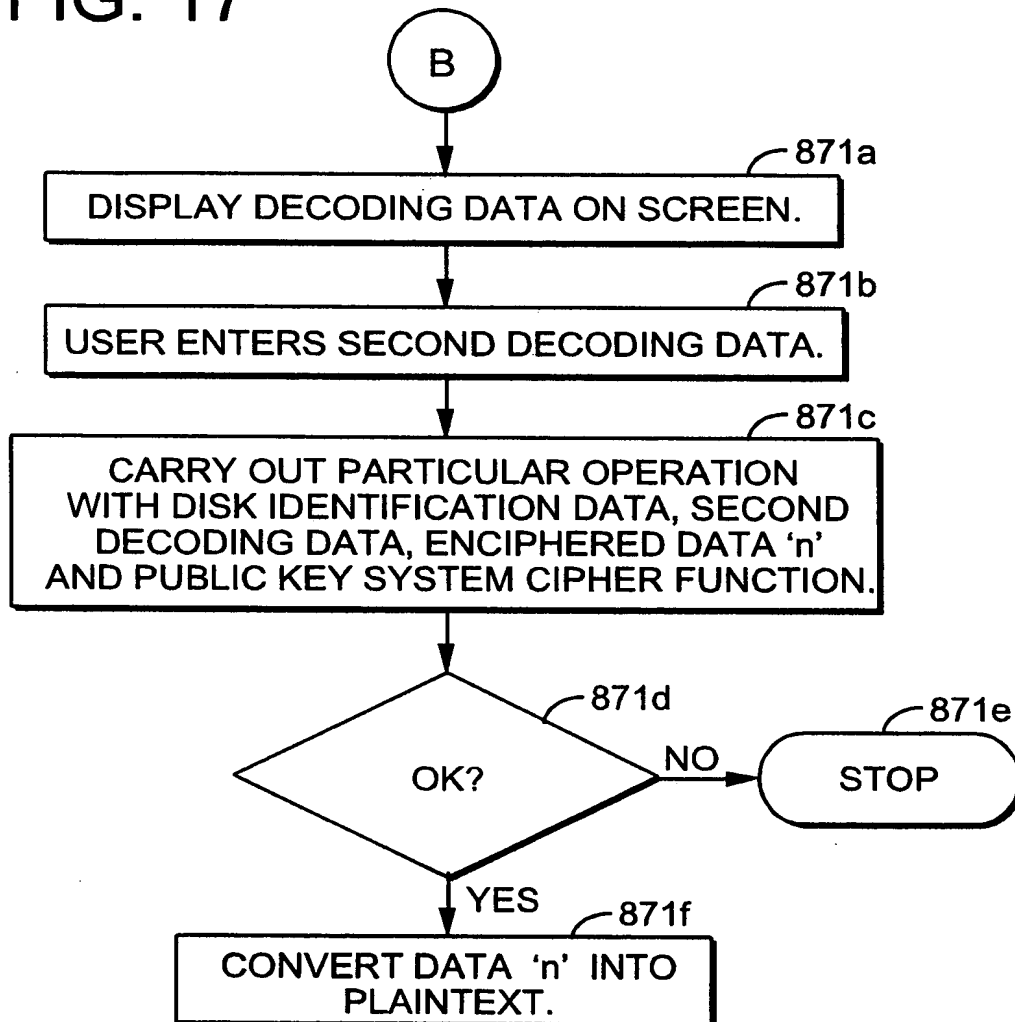 FIG. 17
B
871a
DISPLAY DECODING DATA ON SCREEN.
871b
USER ENTERS SECOND DECODING DATA.
871c
CARRY OUT PARTICULAR OPERATION
WITH DISK IDENTIFICATION DATA, SECOND
DECODING DATA, ENCIPHERED DATA ‘n’
AND PUBLIC KEY SYSTEM CIPHER FUNCTION.
871d
OK?
NO
871e
STOP
YES
871f
CONVERT DATA ‘n’ INTO
PLAINTEXT.